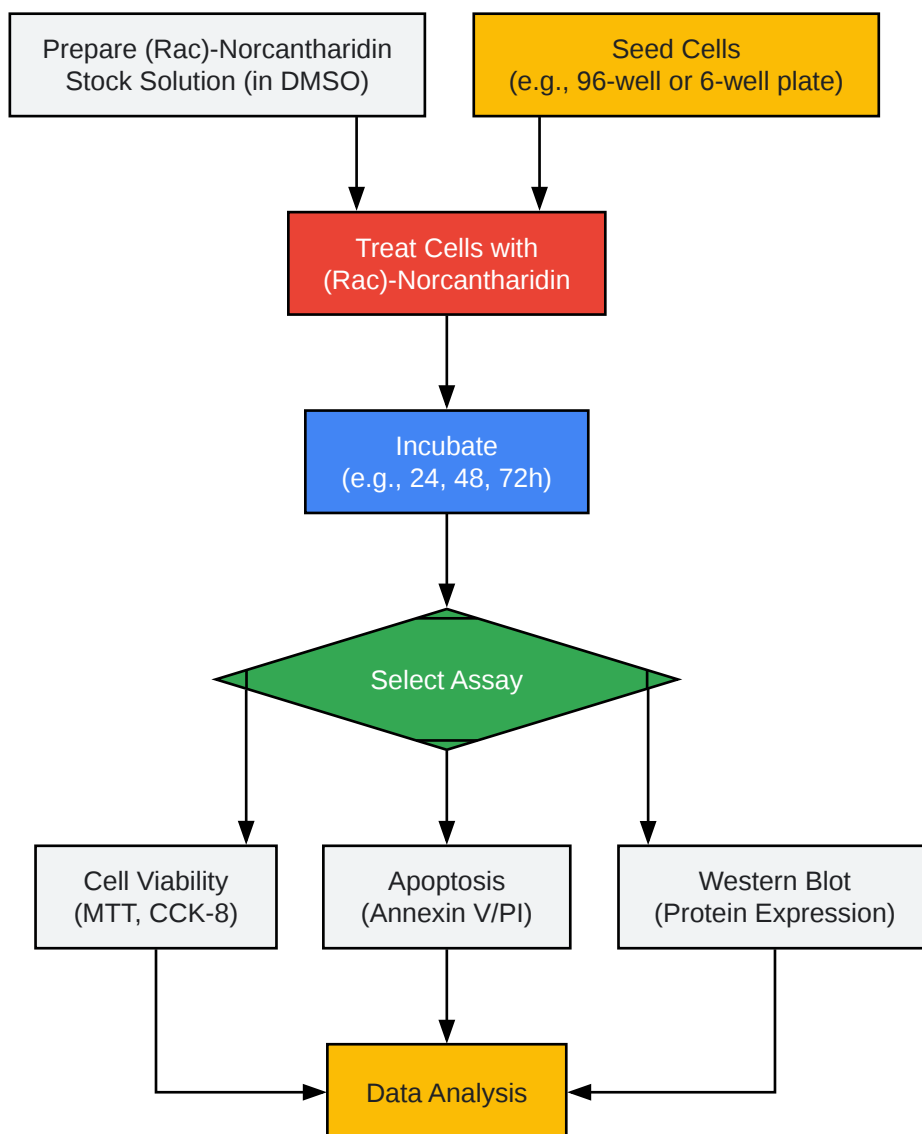 Prepare (Rac)-Norcantharidin
Stock Solution (in DMSO)
Seed Cells
(e.g., 96-well or 6-well plate)
Treat Cells with
(Rac)-Norcantharidin
Incubate
(e.g., 24, 48, 72h)
Select Assay
Cell Viability
(MTT, CCK-8)
Apoptosis
(Annexin V/PI)
Western Blot
(Protein Expression)
Data Analysis